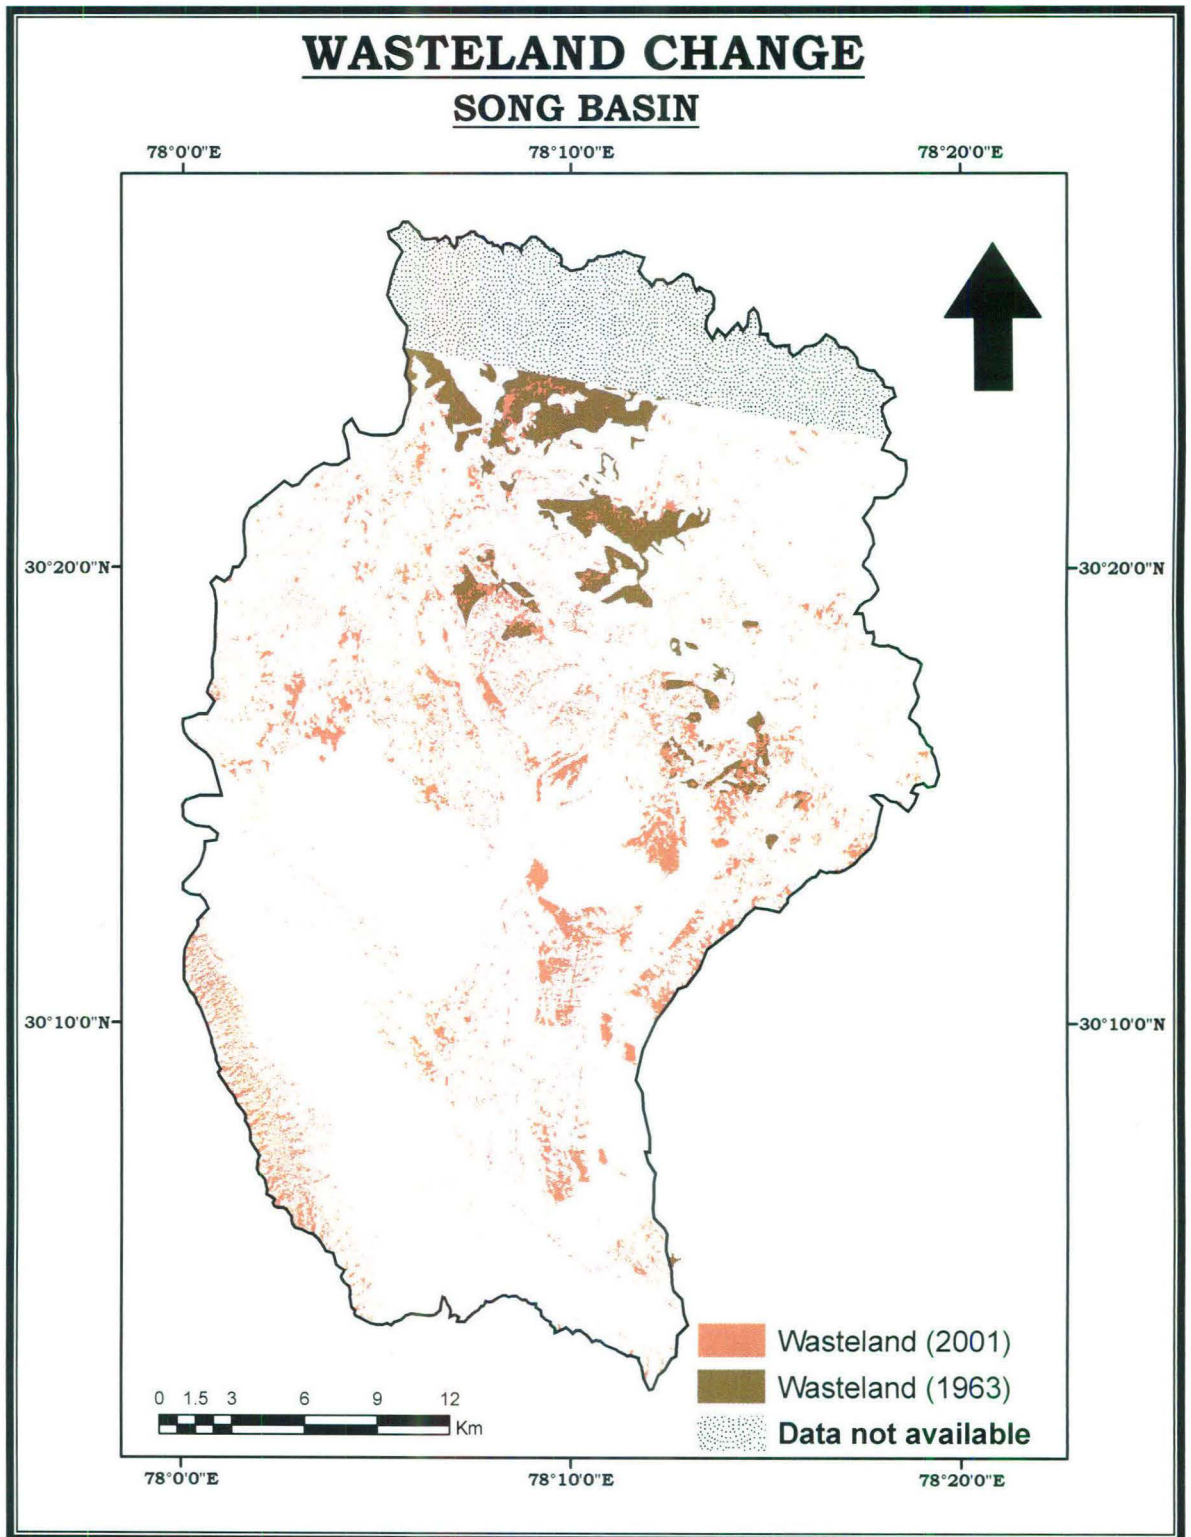 WASTELAND CHANGE
SONG BASIN
78°0'0"E 78°10'0"E 78°20'0"E
30°20'0"N 30°20'0"N
30°10'0"N 30°10'0"N
Wasteland (2001)
Wasteland (1963)
Data not available
0 1.5 3 6 9 12
Km
78°0'0"E 78°10'0"E 78°20'0"E